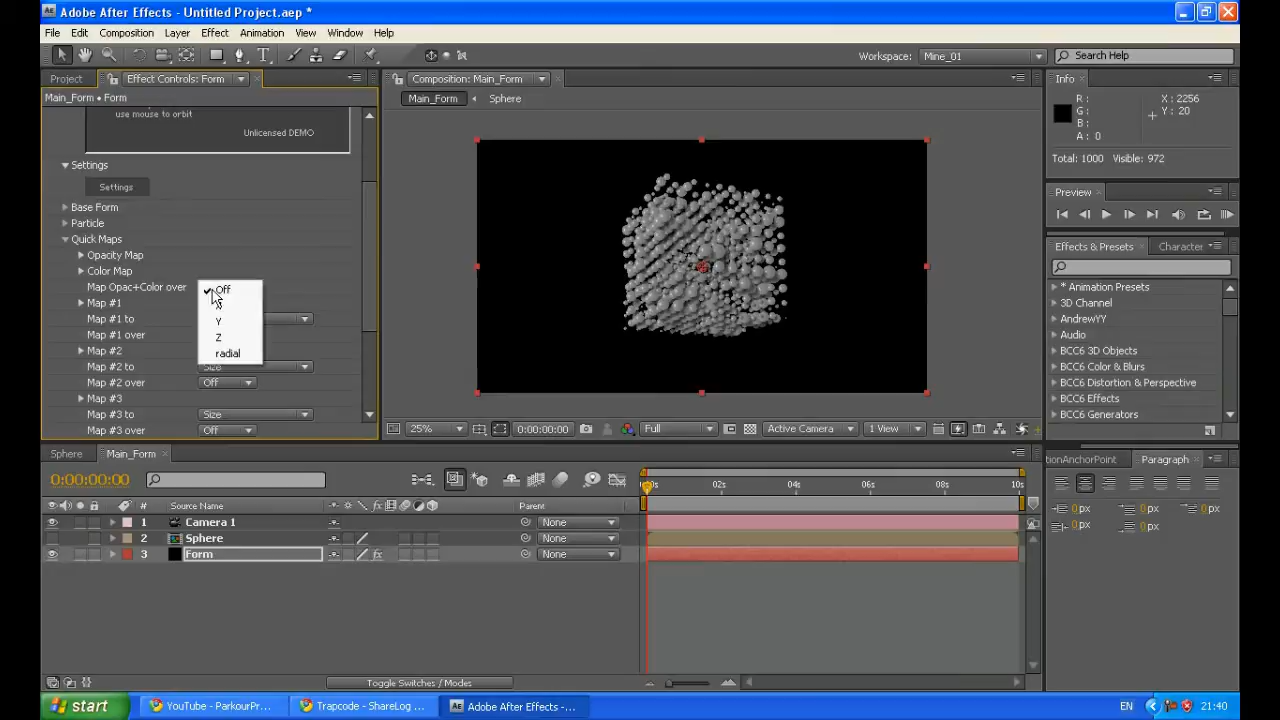 Adobe After Effects - Untitled Project.aep *
File Edit Composition Layer Effect Animation View Window Help
Workspace: Mine_01 Search Help
Project Effect Controls: Form
Composition: Main_Form
Info
Main_Form • Form
Main_Form Sphere
use mouse to orbit
Unlicensed DEMO
R :
G :
B :
A : 0
X : 2256
Y : 20
Total: 1000 Visible: 972
Settings
Settings
Base Form
Particle
Quick Maps
Opacity Map
Color Map
Map Opac+Color over
Map #1
Map #1 to
Map #1 over
Map #2
Map #2 to Size
Map #2 over Off
Map #3
Map #3 to Size
Map #3 over Off
Off
X
Y
Z
radial
Preview
Effects & Presets Character
* Animation Presets
3D Channel
AndrewYY
Audio
BCC6 3D Objects
BCC6 Color & Blurs
BCC6 Distortion & Perspective
BCC6 Effects
BCC6 Generators
25% 0:00:00:00 Full Active Camera 1 View
Sphere Main_Form
tionAnchorPoint Paragraph
0:00:00:00
02s 04s 06s 08s 10s
# Source Name Parent
1 Camera 1 None
2 Sphere None
3 Form None
0 px 0 px 0 px
0 px 0 px
Toggle Switches / Modes
start YouTube - ParkourPr... Trapcode - ShareLog ... Adobe After Effects -... EN 21:40